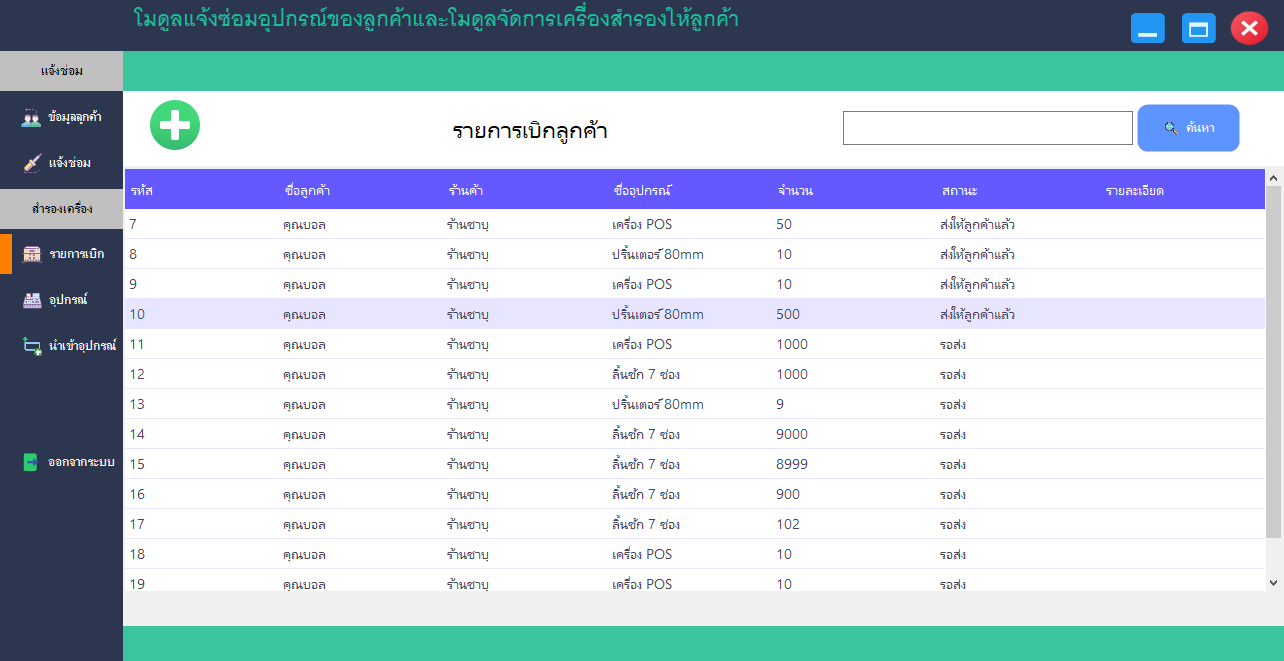 โมดูลแจ้งซ่อมอุปกรณ์ของลูกค้าและโมดูลจัดการเครื่องสำรองให้ลูกค้า
แจ้งซ่อม
ข้อมูลลูกค้า
แจ้งซ่อม
สำรองเครื่อง
รายการเบิก
อุปกรณ์
นำเข้าอุปกรณ์
ออกจากระบบ
รายการเบิกลูกค้า
ค้นหา
รหัส ชื่อลูกค้า ร้านค้า ชื่ออุปกรณ์ จำนวน สถานะ รายละเอียด
7 คุณบอล ร้านชาบุ เครื่อง POS 50 ส่งให้ลูกค้าแล้ว
8 คุณบอล ร้านชาบุ ปริ้นเตอร์ 80mm 10 ส่งให้ลูกค้าแล้ว
9 คุณบอล ร้านชาบุ เครื่อง POS 10 ส่งให้ลูกค้าแล้ว
10 คุณบอล ร้านชาบุ ปริ้นเตอร์ 80mm 500 ส่งให้ลูกค้าแล้ว
11 คุณบอล ร้านชาบุ เครื่อง POS 1000 รอส่ง
12 คุณบอล ร้านชาบุ ลิ้นชัก 7 ช่อง 1000 รอส่ง
13 คุณบอล ร้านชาบุ ปริ้นเตอร์ 80mm 9 รอส่ง
14 คุณบอล ร้านชาบุ ลิ้นชัก 7 ช่อง 9000 รอส่ง
15 คุณบอล ร้านชาบุ ลิ้นชัก 7 ช่อง 8999 รอส่ง
16 คุณบอล ร้านชาบุ ลิ้นชัก 7 ช่อง 900 รอส่ง
17 คุณบอล ร้านชาบุ ลิ้นชัก 7 ช่อง 102 รอส่ง
18 คุณบอล ร้านชาบุ เครื่อง POS 10 รอส่ง
19 คุณบอล ร้านชาบุ เครื่อง POS 10 รอส่ง